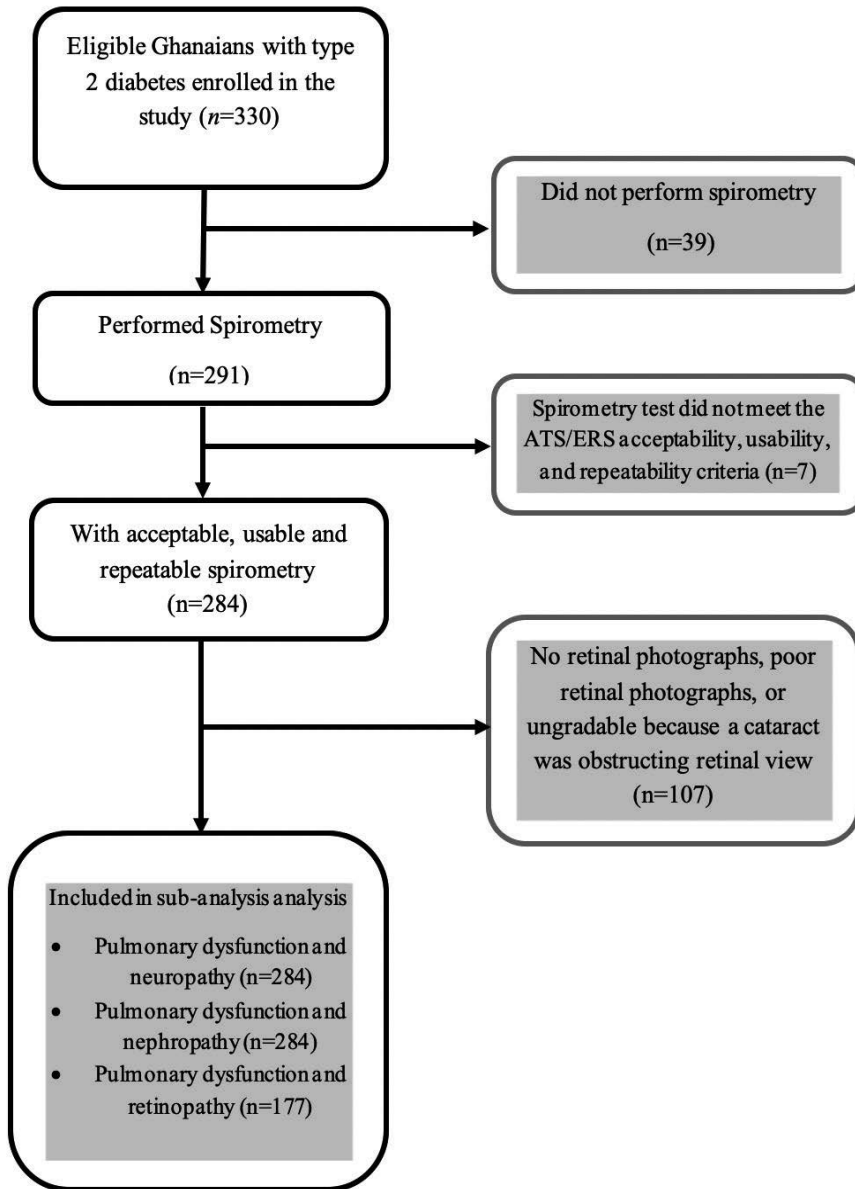 Eligible Ghanaians with type
2 diabetes enrolled in the
study (n=330)
Did not perform spirometry
(n=39)
Performed Spirometry
(n=291)
Spirometry test did not meet the
ATS/ERS acceptability, usability,
and repeatability criteria (n=7)
With acceptable, usable and
repeatable spirometry
(n=284)
No retinal photographs, poor
retinal photographs, or
ungradable because a cataract
was obstructing retinal view
(n=107)
Included in sub-analysis analysis
• Pulmonary dysfunction and
neuropathy (n=284)
• Pulmonary dysfunction and
nephropathy (n=284)
• Pulmonary dysfunction and
retinopathy (n=177)